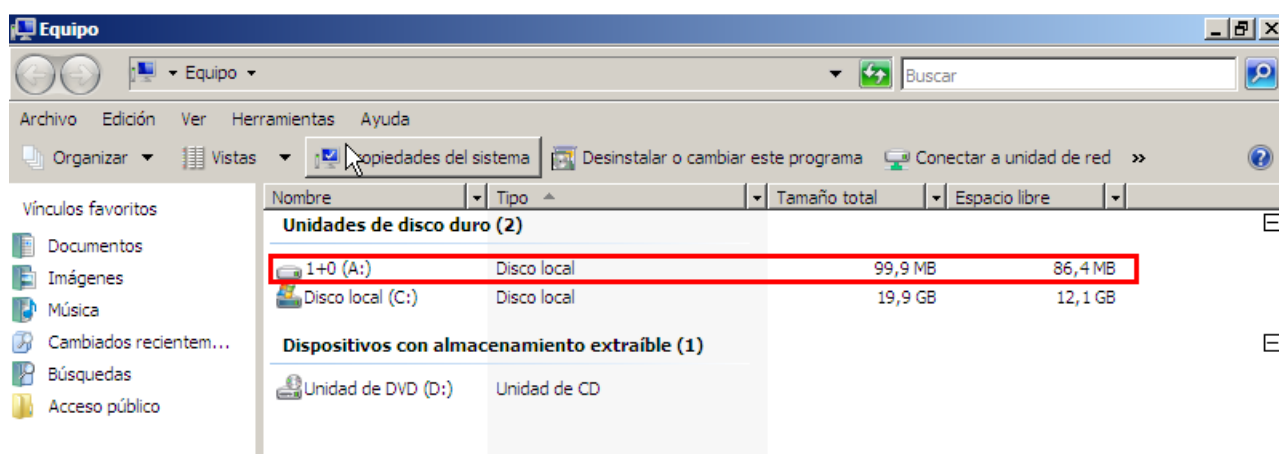 Equipo
Equipo
Buscar
Archivo Edición Ver Herramientas Ayuda
Organizar Vistas opiedades del sistema Desinstalar o cambiar este programa Conectar a unidad de red »
Vínculos favoritos
Documentos
Imágenes
Música
Cambiados recientem...
Búsquedas
Acceso público
Nombre Tipo Tamaño total Espacio libre
Unidades de disco duro (2)
1+0 (A:) Disco local 99,9 MB 86,4 MB
Disco local (C:) Disco local 19,9 GB 12,1 GB
Dispositivos con almacenamiento extraíble (1)
Unidad de DVD (D:) Unidad de CD